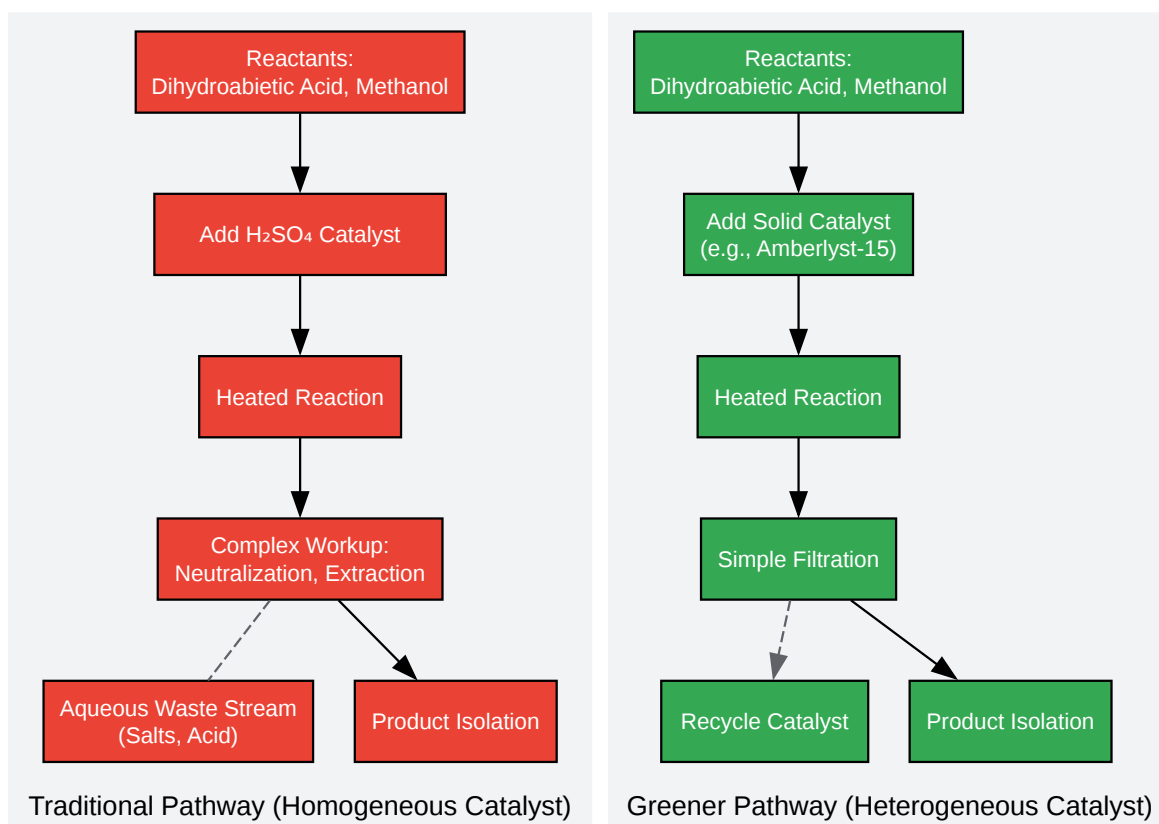 Reactants:
Dihydroabietic Acid, Methanol
Add H₂SO₄ Catalyst
Heated Reaction
Complex Workup:
Neutralization, Extraction
Aqueous Waste Stream
(Salts, Acid)
Product Isolation
Traditional Pathway (Homogeneous Catalyst)
Reactants:
Dihydroabietic Acid, Methanol
Add Solid Catalyst
(e.g., Amberlyst-15)
Heated Reaction
Simple Filtration
Recycle Catalyst
Product Isolation
Greener Pathway (Heterogeneous Catalyst)